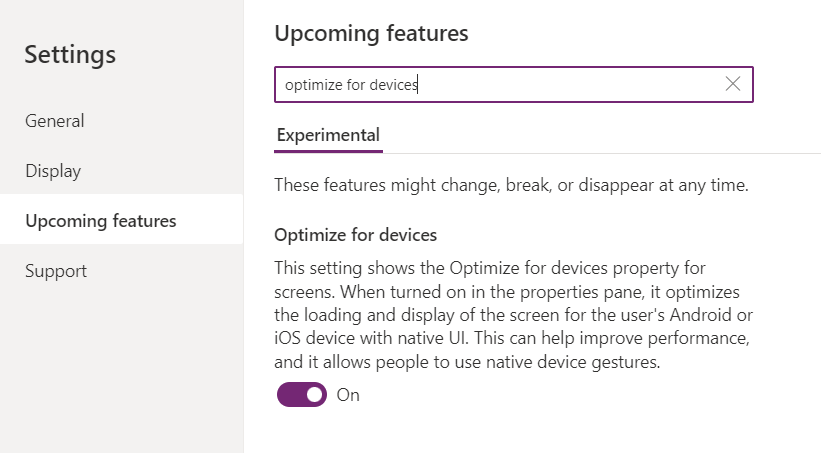 Settings
General
Display
Upcoming features
Support
Upcoming features
optimize for devices
Experimental
These features might change, break, or disappear at any time.
Optimize for devices
This setting shows the Optimize for devices property for
screens. When turned on in the properties pane, it optimizes
the loading and display of the screen for the user's Android or
iOS device with native UI. This can help improve performance,
and it allows people to use native device gestures.
On